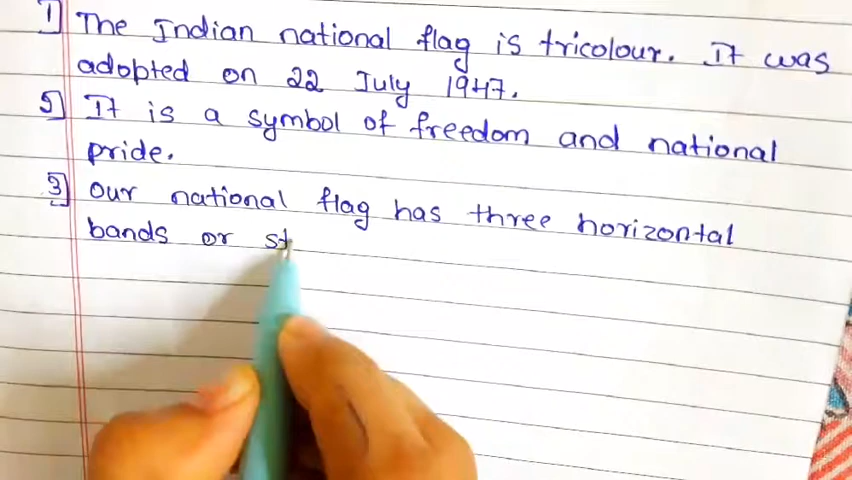 1] The Indian national flag is tricolour. It was
adopted on 22 July 1947.
2] It is a symbol of freedom and national
pride.
3] Our national flag has three horizontal
bands or st